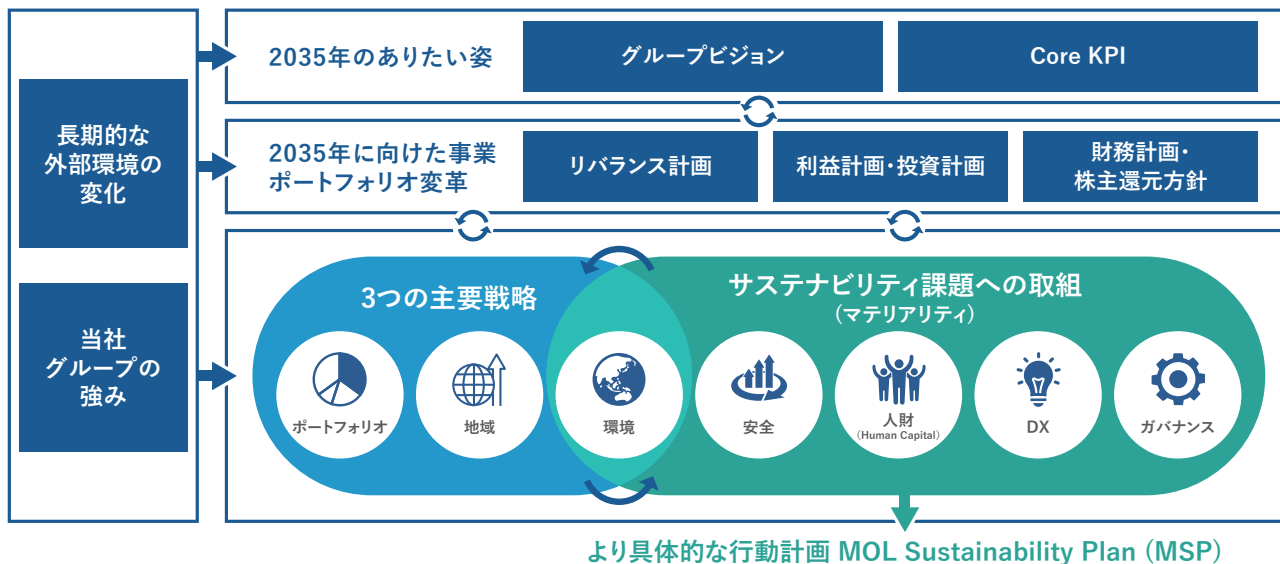 長期的な
外部環境の
変化
当社
グループの
強み
2035年のありたい姿
グループビジョン
Core KPI
2035年に向けた事業
ポートフォリオ変革
リバランス計画
利益計画・投資計画
財務計画・
株主還元方針
3つの主要戦略
サステナビリティ課題への取組
（マテリアリティ）
ポートフォリオ
地域
環境
安全
人財
（Human Capital）
DX
ガバナンス
より具体的な行動計画 MOL Sustainability Plan (MSP)